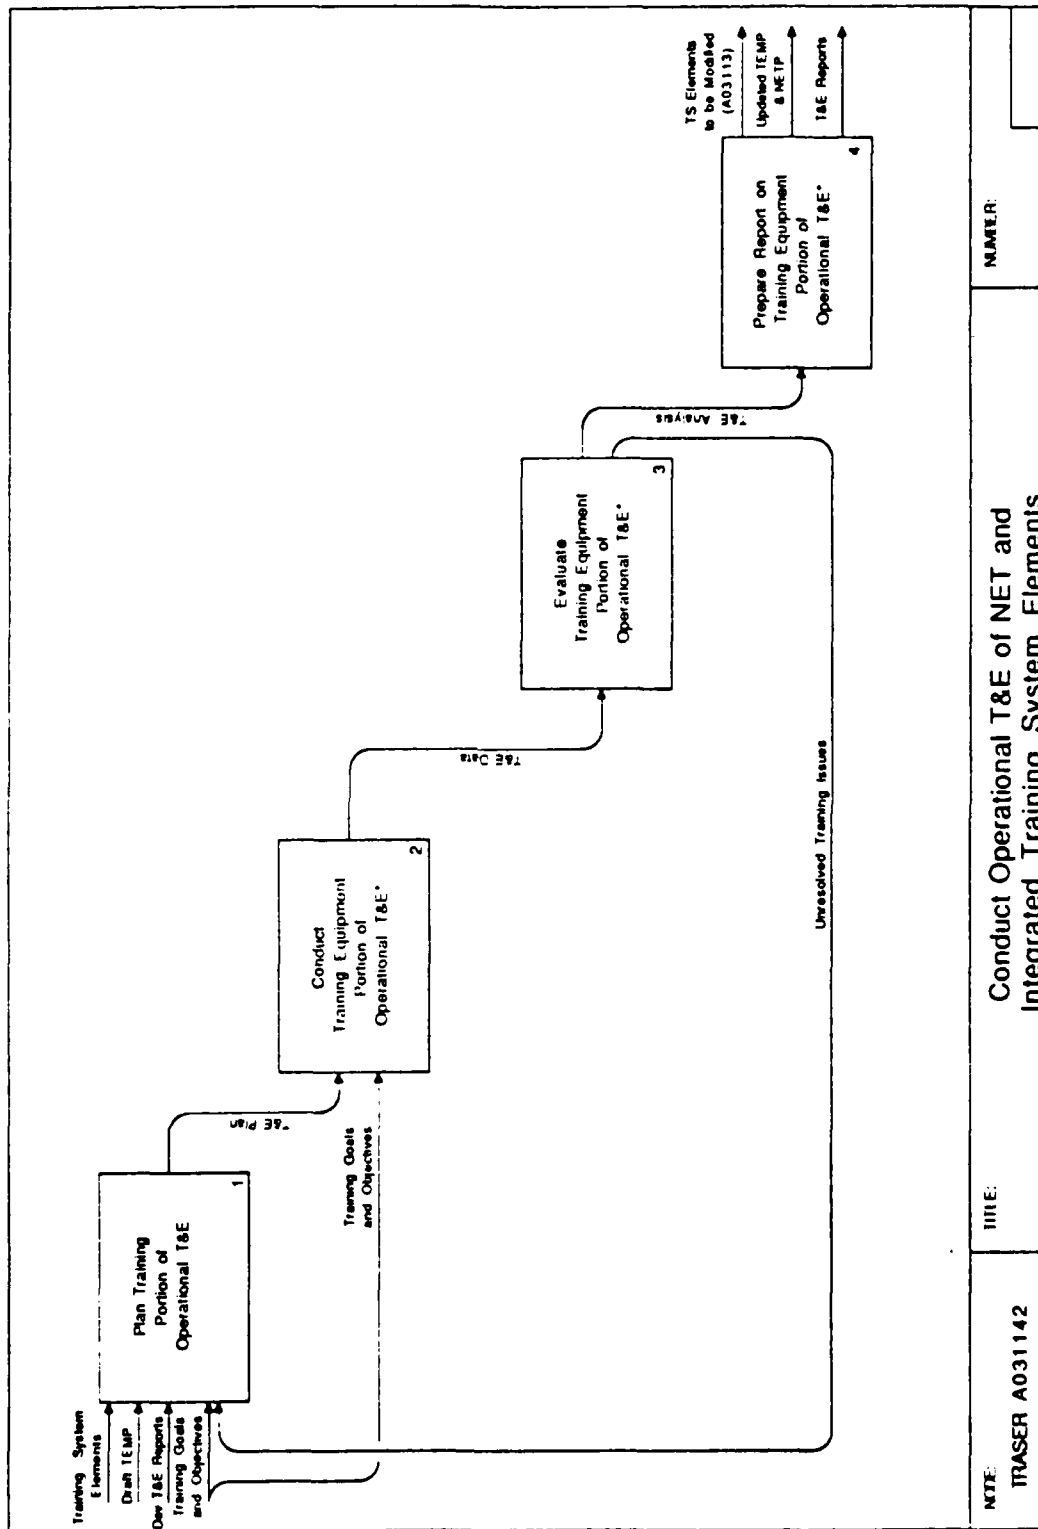 Training System
Elements
Draft TEMP
Dev T&E Reports
Training Goals
and Objectives
Plan Training
Portion of
Operational T&E
1
T&E Plan
Training Goals
and Objectives
Conduct
Training Equipment
Portion of
Operational T&E*
2
T&E Data
Evaluate
Training Equipment
Portion of
Operational T&E*
3
T&E Analysis
Unresolved Training Issues
Prepare Report on
Training Equipment
Portion of
Operational T&E*
4
TS Elements
to be Modified
(A03113)
Updated TEMP
& NETP
T&E Reports
NODE:
TRASER A031142
TITLE:
Conduct Operational T&E of NET and
Integrated Training System Elements
NUMBER: